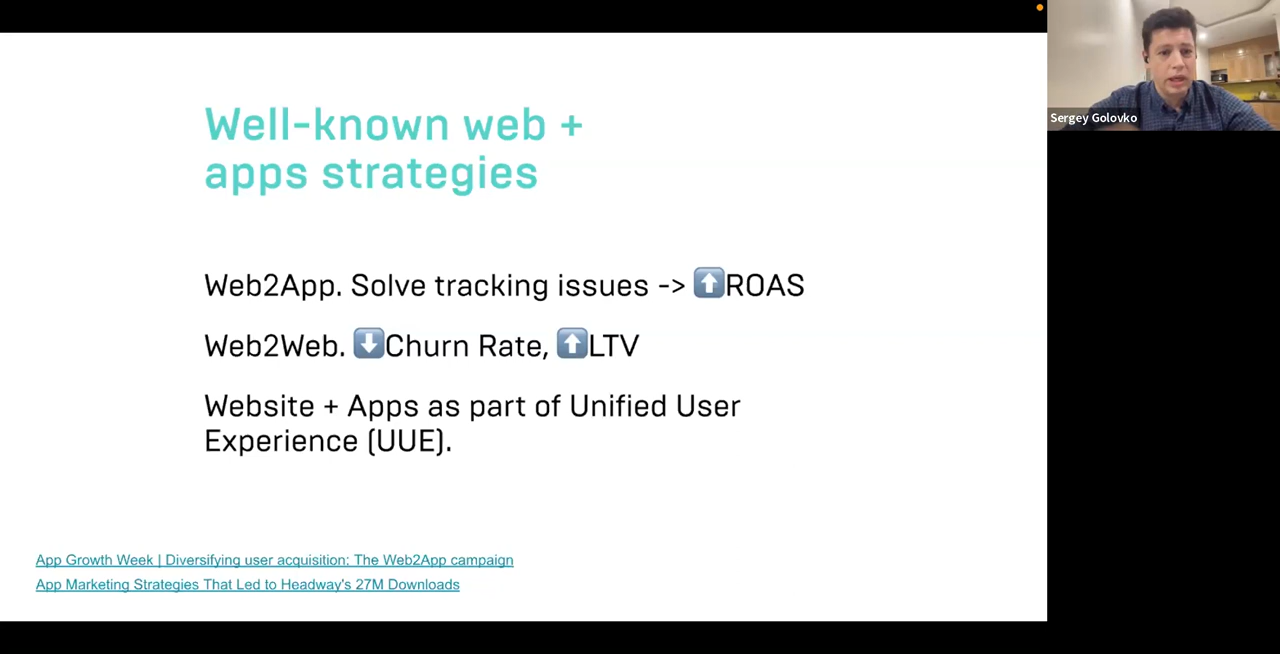 Well-known web +
apps strategies
Web2App. Solve tracking issues -> ⬆️ROAS
Web2Web. ⬇️Churn Rate, ⬆️LTV
Website + Apps as part of Unified User
Experience (UUE).
App Growth Week | Diversifying user acquisition: The Web2App campaign
App Marketing Strategies That Led to Headway's 27M Downloads
Sergey Golovko